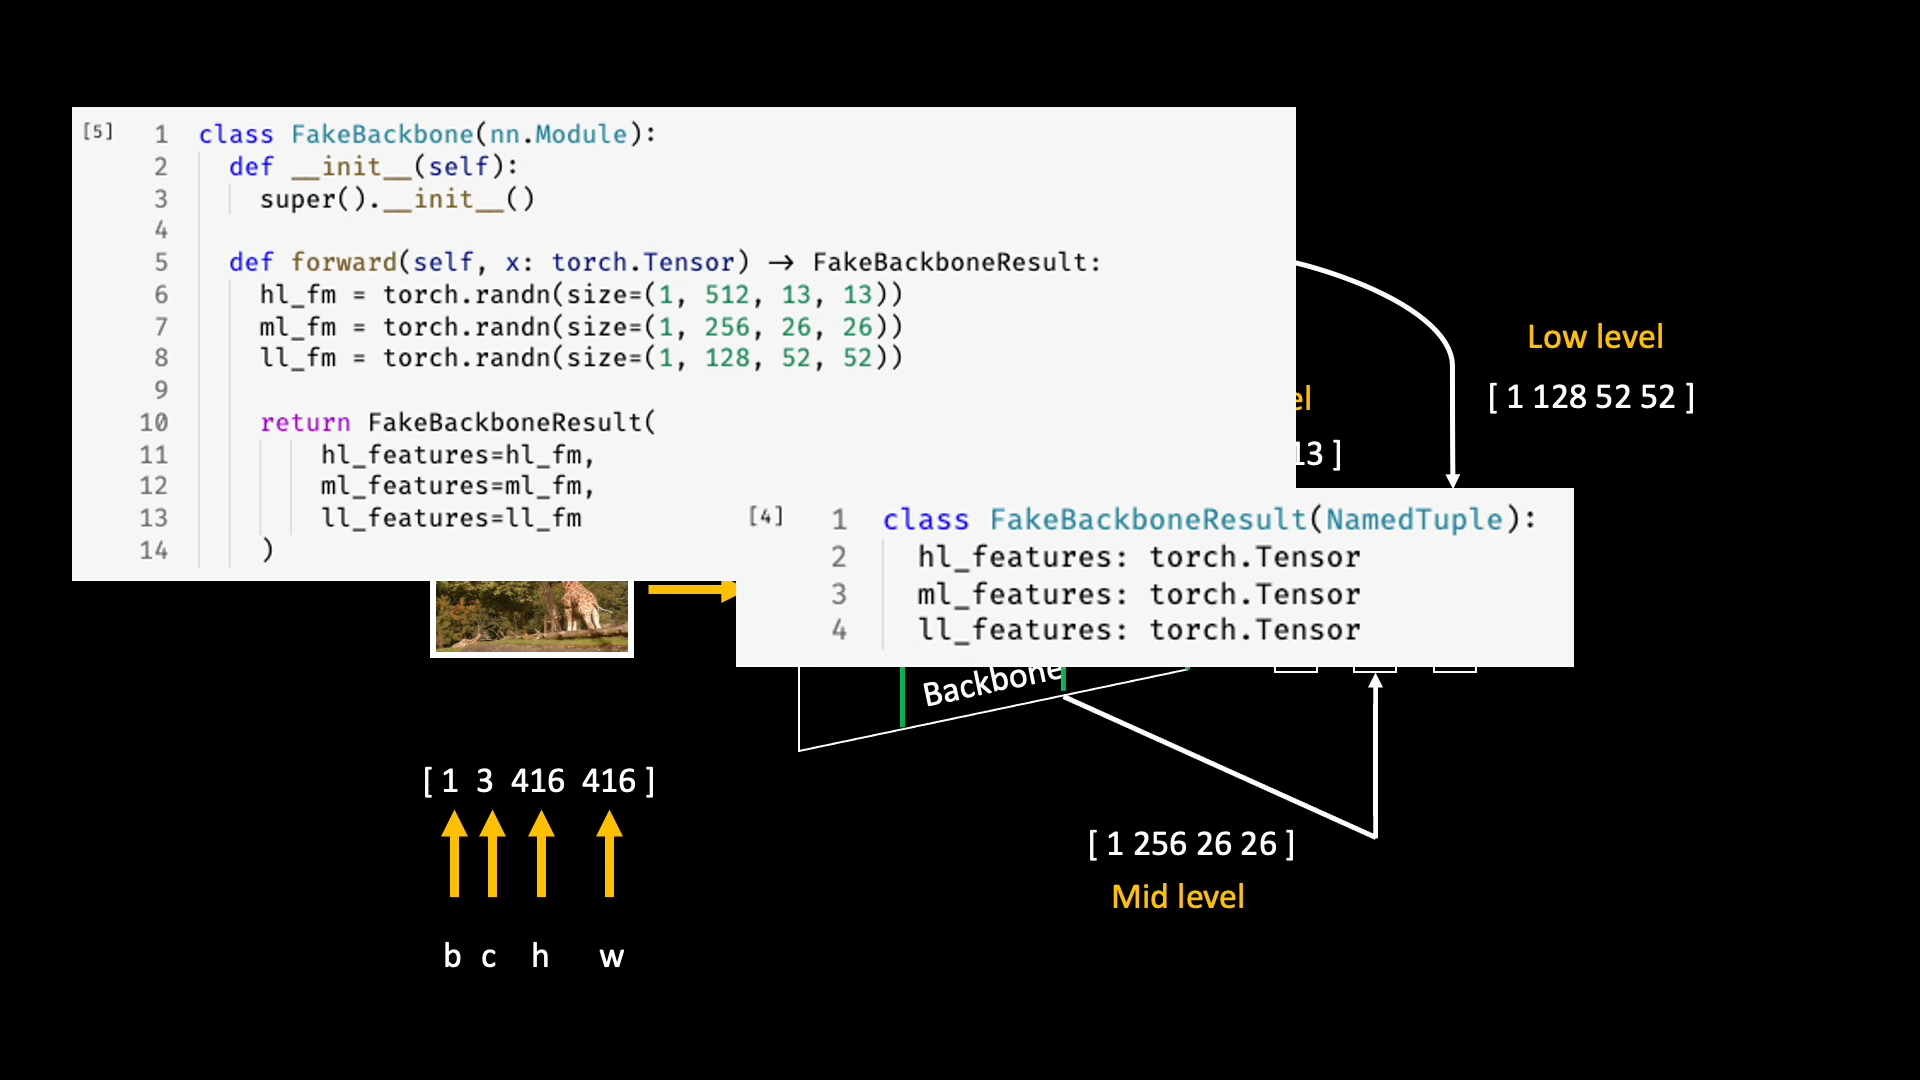 [5]
1 class FakeBackbone(nn.Module):
2 def __init__(self):
3 super().__init__()
4
5 def forward(self, x: torch.Tensor) → FakeBackboneResult:
6 hl_fm = torch.randn(size=(1, 512, 13, 13))
7 ml_fm = torch.randn(size=(1, 256, 26, 26))
8 ll_fm = torch.randn(size=(1, 128, 52, 52))
9
10 return FakeBackboneResult(
11 hl_features=hl_fm,
12 ml_features=ml_fm,
13 ll_features=ll_fm
14 )
[4]
1 class FakeBackboneResult(NamedTuple):
2 hl_features: torch.Tensor
3 ml_features: torch.Tensor
4 ll_features: torch.Tensor
Low level
[ 1 128 52 52 ]
el
13 ]
Backbone
[ 1 3 416 416 ]
b c h w
[ 1 256 26 26 ]
Mid level